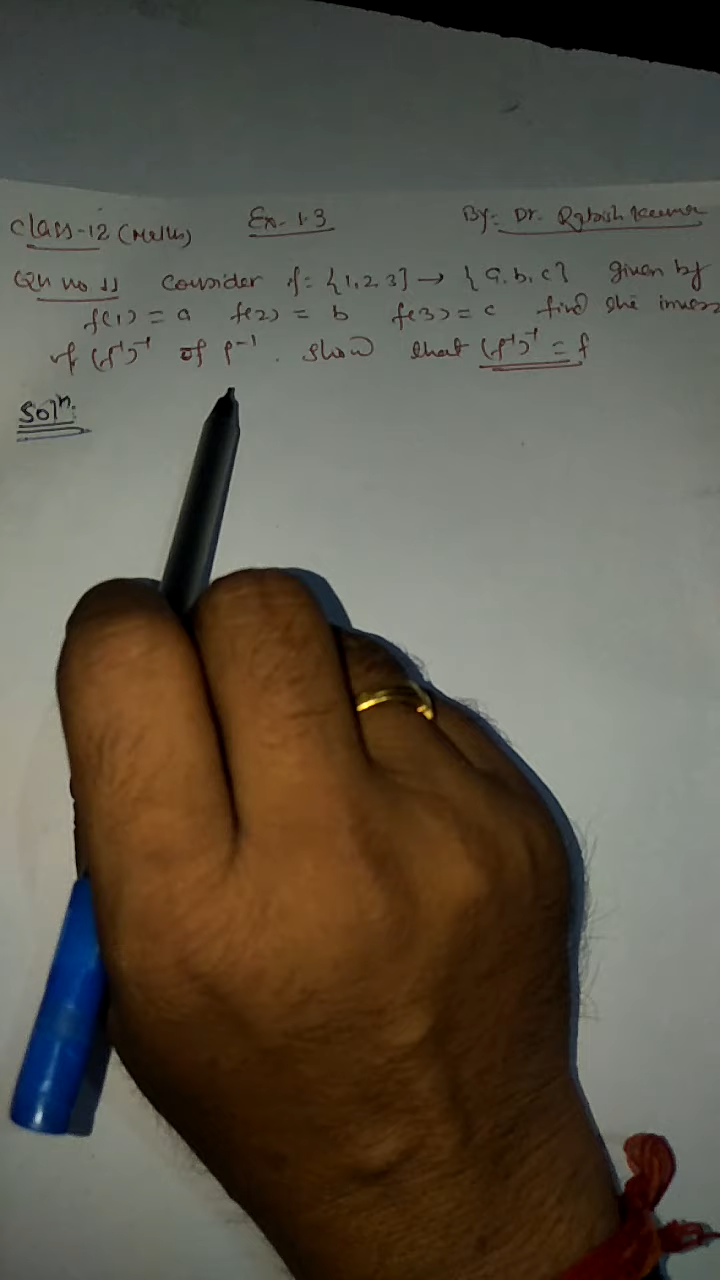 Class-12 (Maths) Ex-1.3 By:- Dr. Rakesh Kumar
Qn no 11 Consider f: {1,2,3} → {a,b,c} given by
f(1) = a f(2) = b f(3) = c find the inverse
of (f⁻¹)⁻¹ of f⁻¹. show that (f⁻¹)⁻¹ = f
Solⁿ: